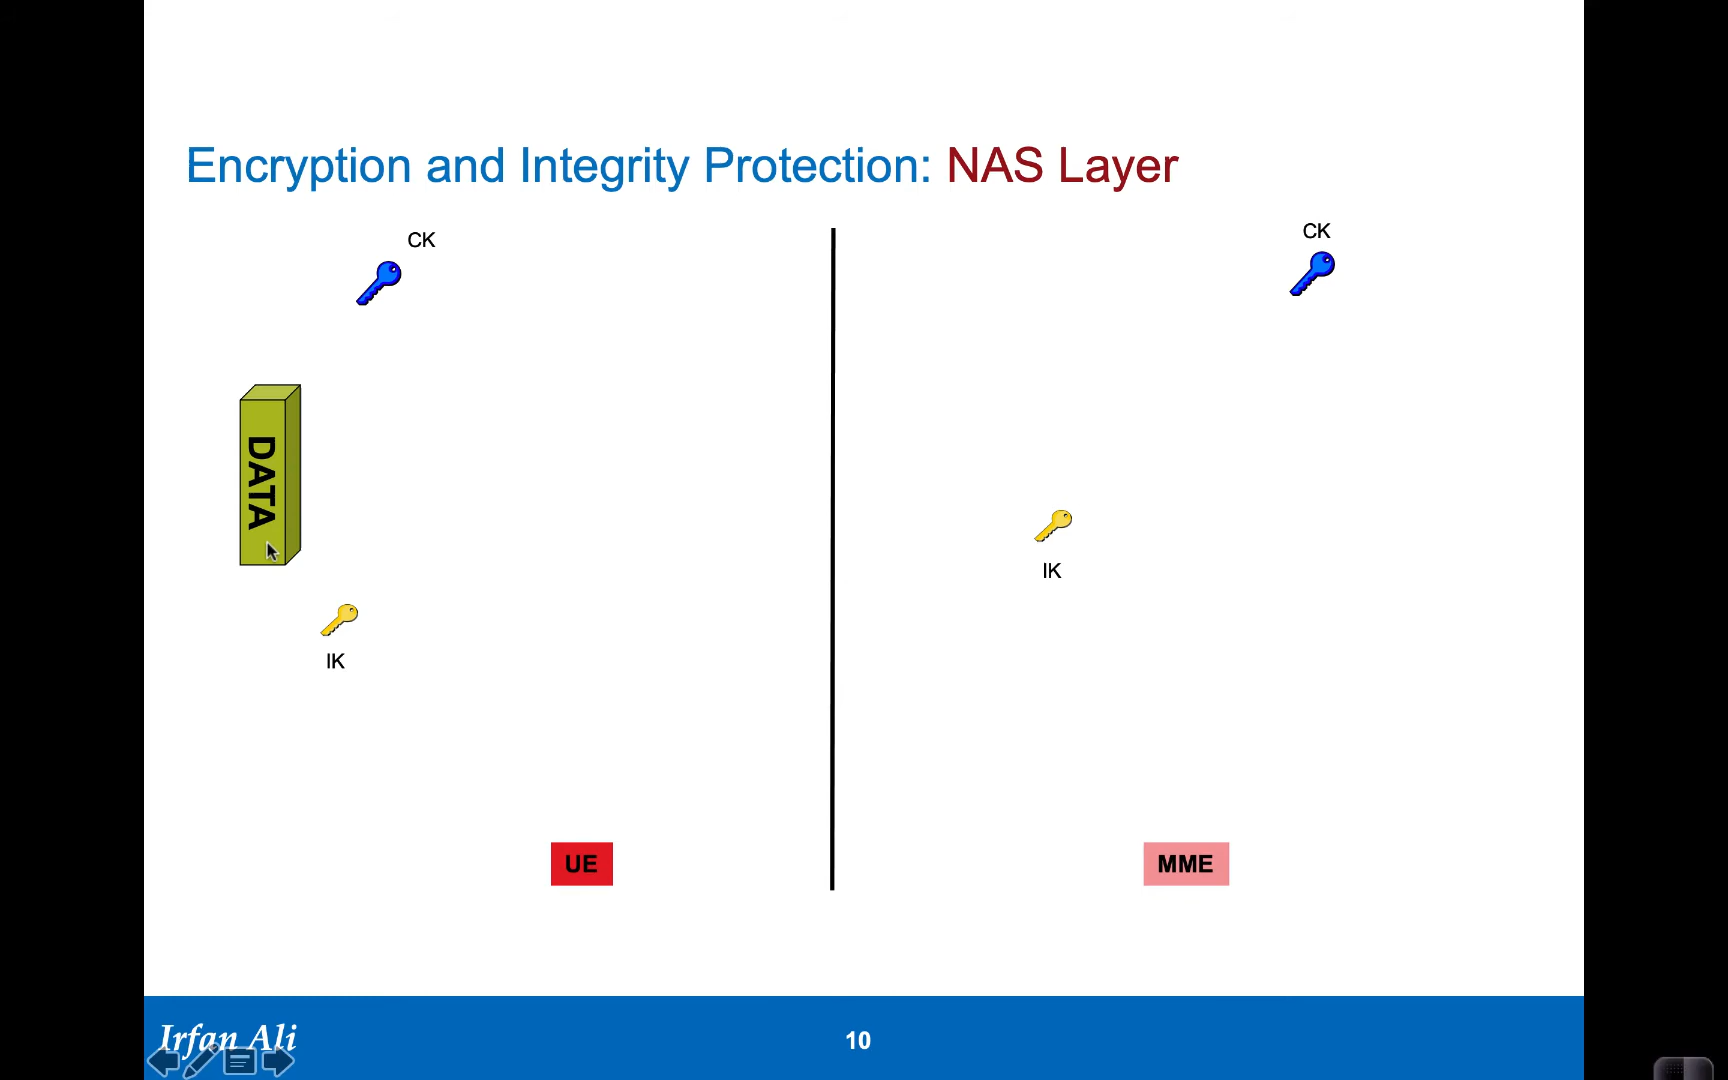 Encryption and Integrity Protection: NAS Layer
CK
CK
DATA
IK
IK
UE
MME
Irfan Ali
10